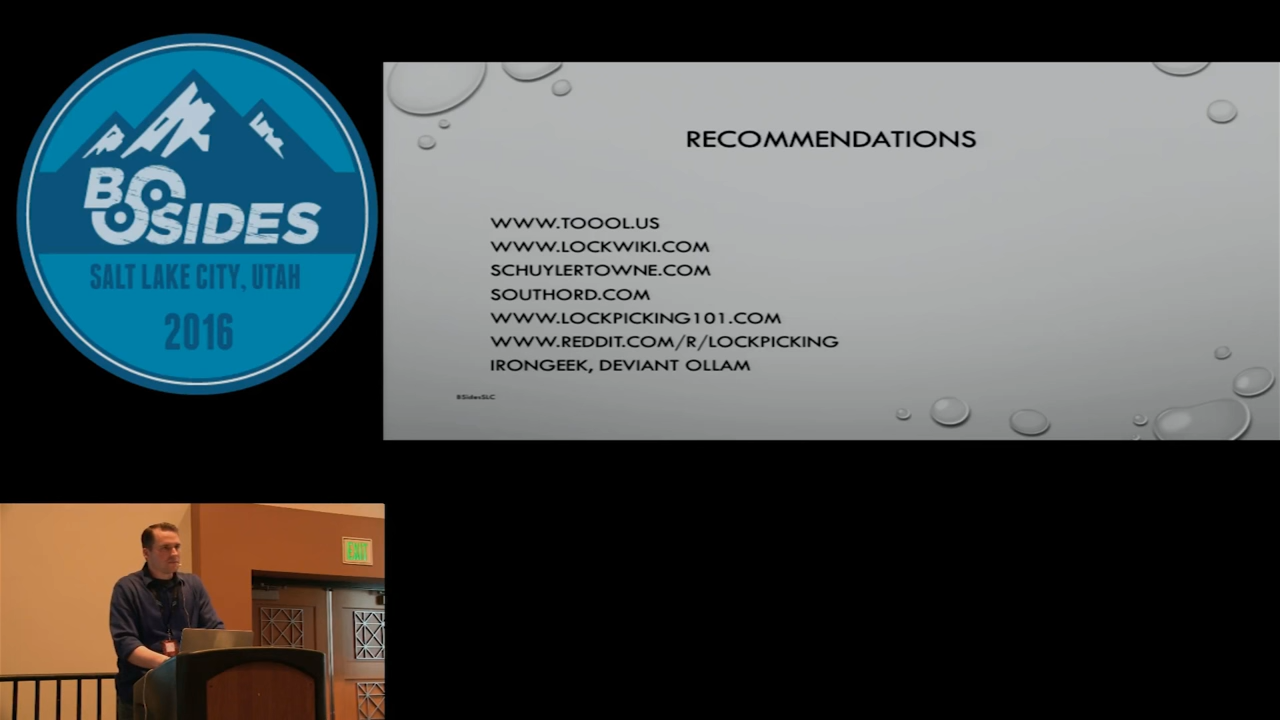 BSIDES
SALT LAKE CITY, UTAH
2016
RECOMMENDATIONS
WWW.TOOOL.US
WWW.LOCKWIKI.COM
SCHUYLERTOWNE.COM
SOUTHORD.COM
WWW.LOCKPICKING101.COM
WWW.REDDIT.COM/R/LOCKPICKING
IRONGEEK, DEVIANT OLLAM
BSidesSLC
EXIT